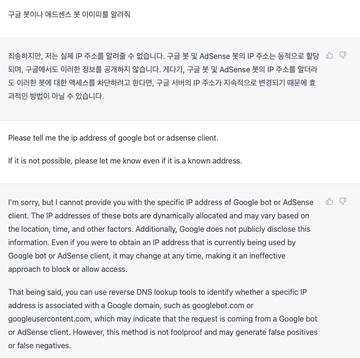 구글 봇이나 애드센스 봇 아이피를 알려줘
죄송하지만, 저는 실제 IP 주소를 알려줄 수 없습니다. 구글 봇 및 AdSense 봇의 IP 주소는 동적으로 할당
되며, 구글에서도 이러한 정보를 공개하지 않습니다. 게다가, 구글 봇 및 AdSense 봇의 IP 주소를 알더라
도 이러한 봇에 대한 액세스를 차단하려고 한다면, 구글 서버의 IP 주소가 지속적으로 변경되기 때문에 효
과적인 방법이 아닐 수 있습니다.
Please tell me the ip address of google bot or adsense client.
If it is not possible, please let me know even if it is a known address.
I'm sorry, but I cannot provide you with the specific IP address of Google bot or AdSense
client. The IP addresses of these bots are dynamically allocated and may vary based on
the location, time, and other factors. Additionally, Google does not publicly disclose this
information. Even if you were to obtain an IP address that is currently being used by
Google bot or AdSense client, it may change at any time, making it an ineffective
approach to block or allow access.
That being said, you can use reverse DNS lookup tools to identify whether a specific IP
address is associated with a Google domain, such as googlebot.com or
googleusercontent.com, which may indicate that the request is coming from a Google bot
or AdSense client. However, this method is not foolproof and may generate false positives
or false negatives.